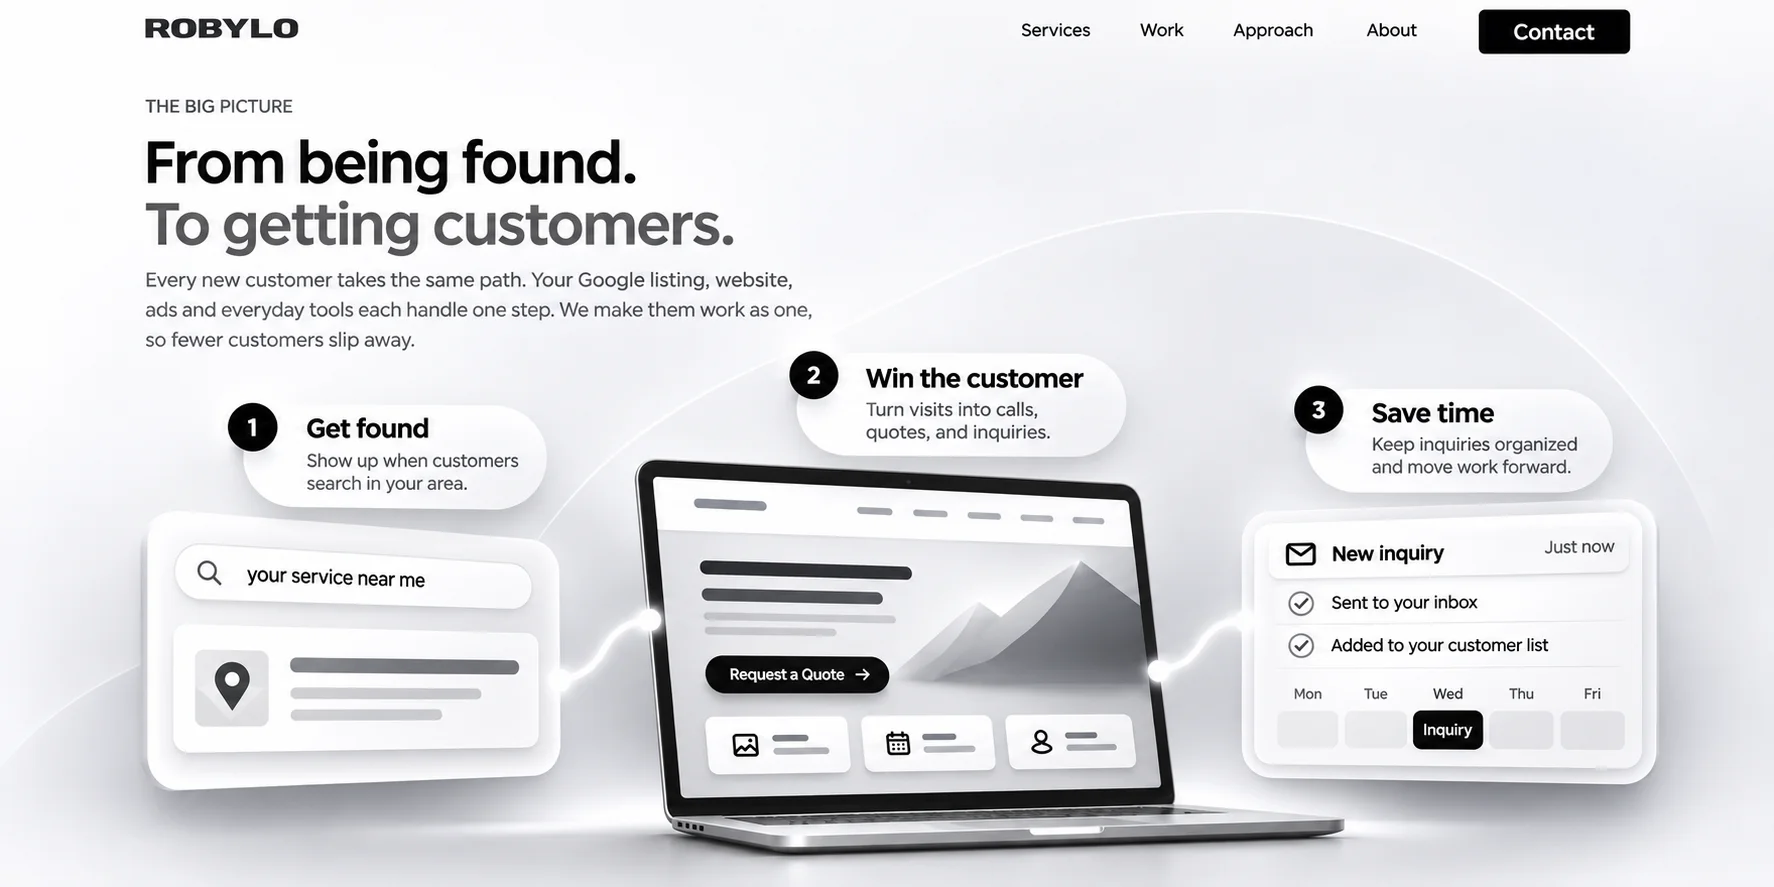 ROBYLO
Services
Work
Approach
About
Contact
THE BIG PICTURE
From being found.
To getting customers.
Every new customer takes the same path. Your Google listing, website,
ads and everyday tools each handle one step. We make them work as one,
so fewer customers slip away.
1
Get found
Show up when customers
search in your area.
your service near me
2
Win the customer
Turn visits into calls,
quotes, and inquiries.
Request a Quote →
3
Save time
Keep inquiries organized
and move work forward.
New inquiry
Just now
Sent to your inbox
Added to your customer list
Mon
Tue
Wed
Thu
Fri
Inquiry